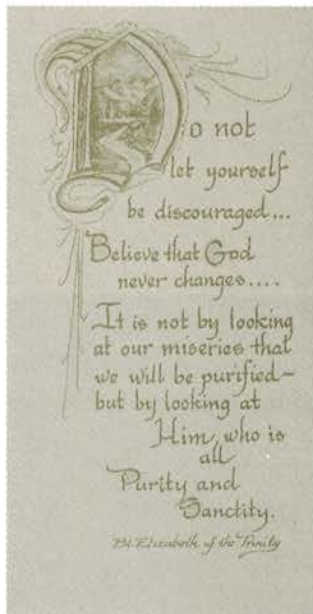 Do not
let yourself
be discouraged...
Believe that God
never changes....
It is not by looking
at our miseries that
we will be purified~
but by looking at
Him, who is
all
Purity and
Sanctity.
Bl. Elizabeth of the Trinity